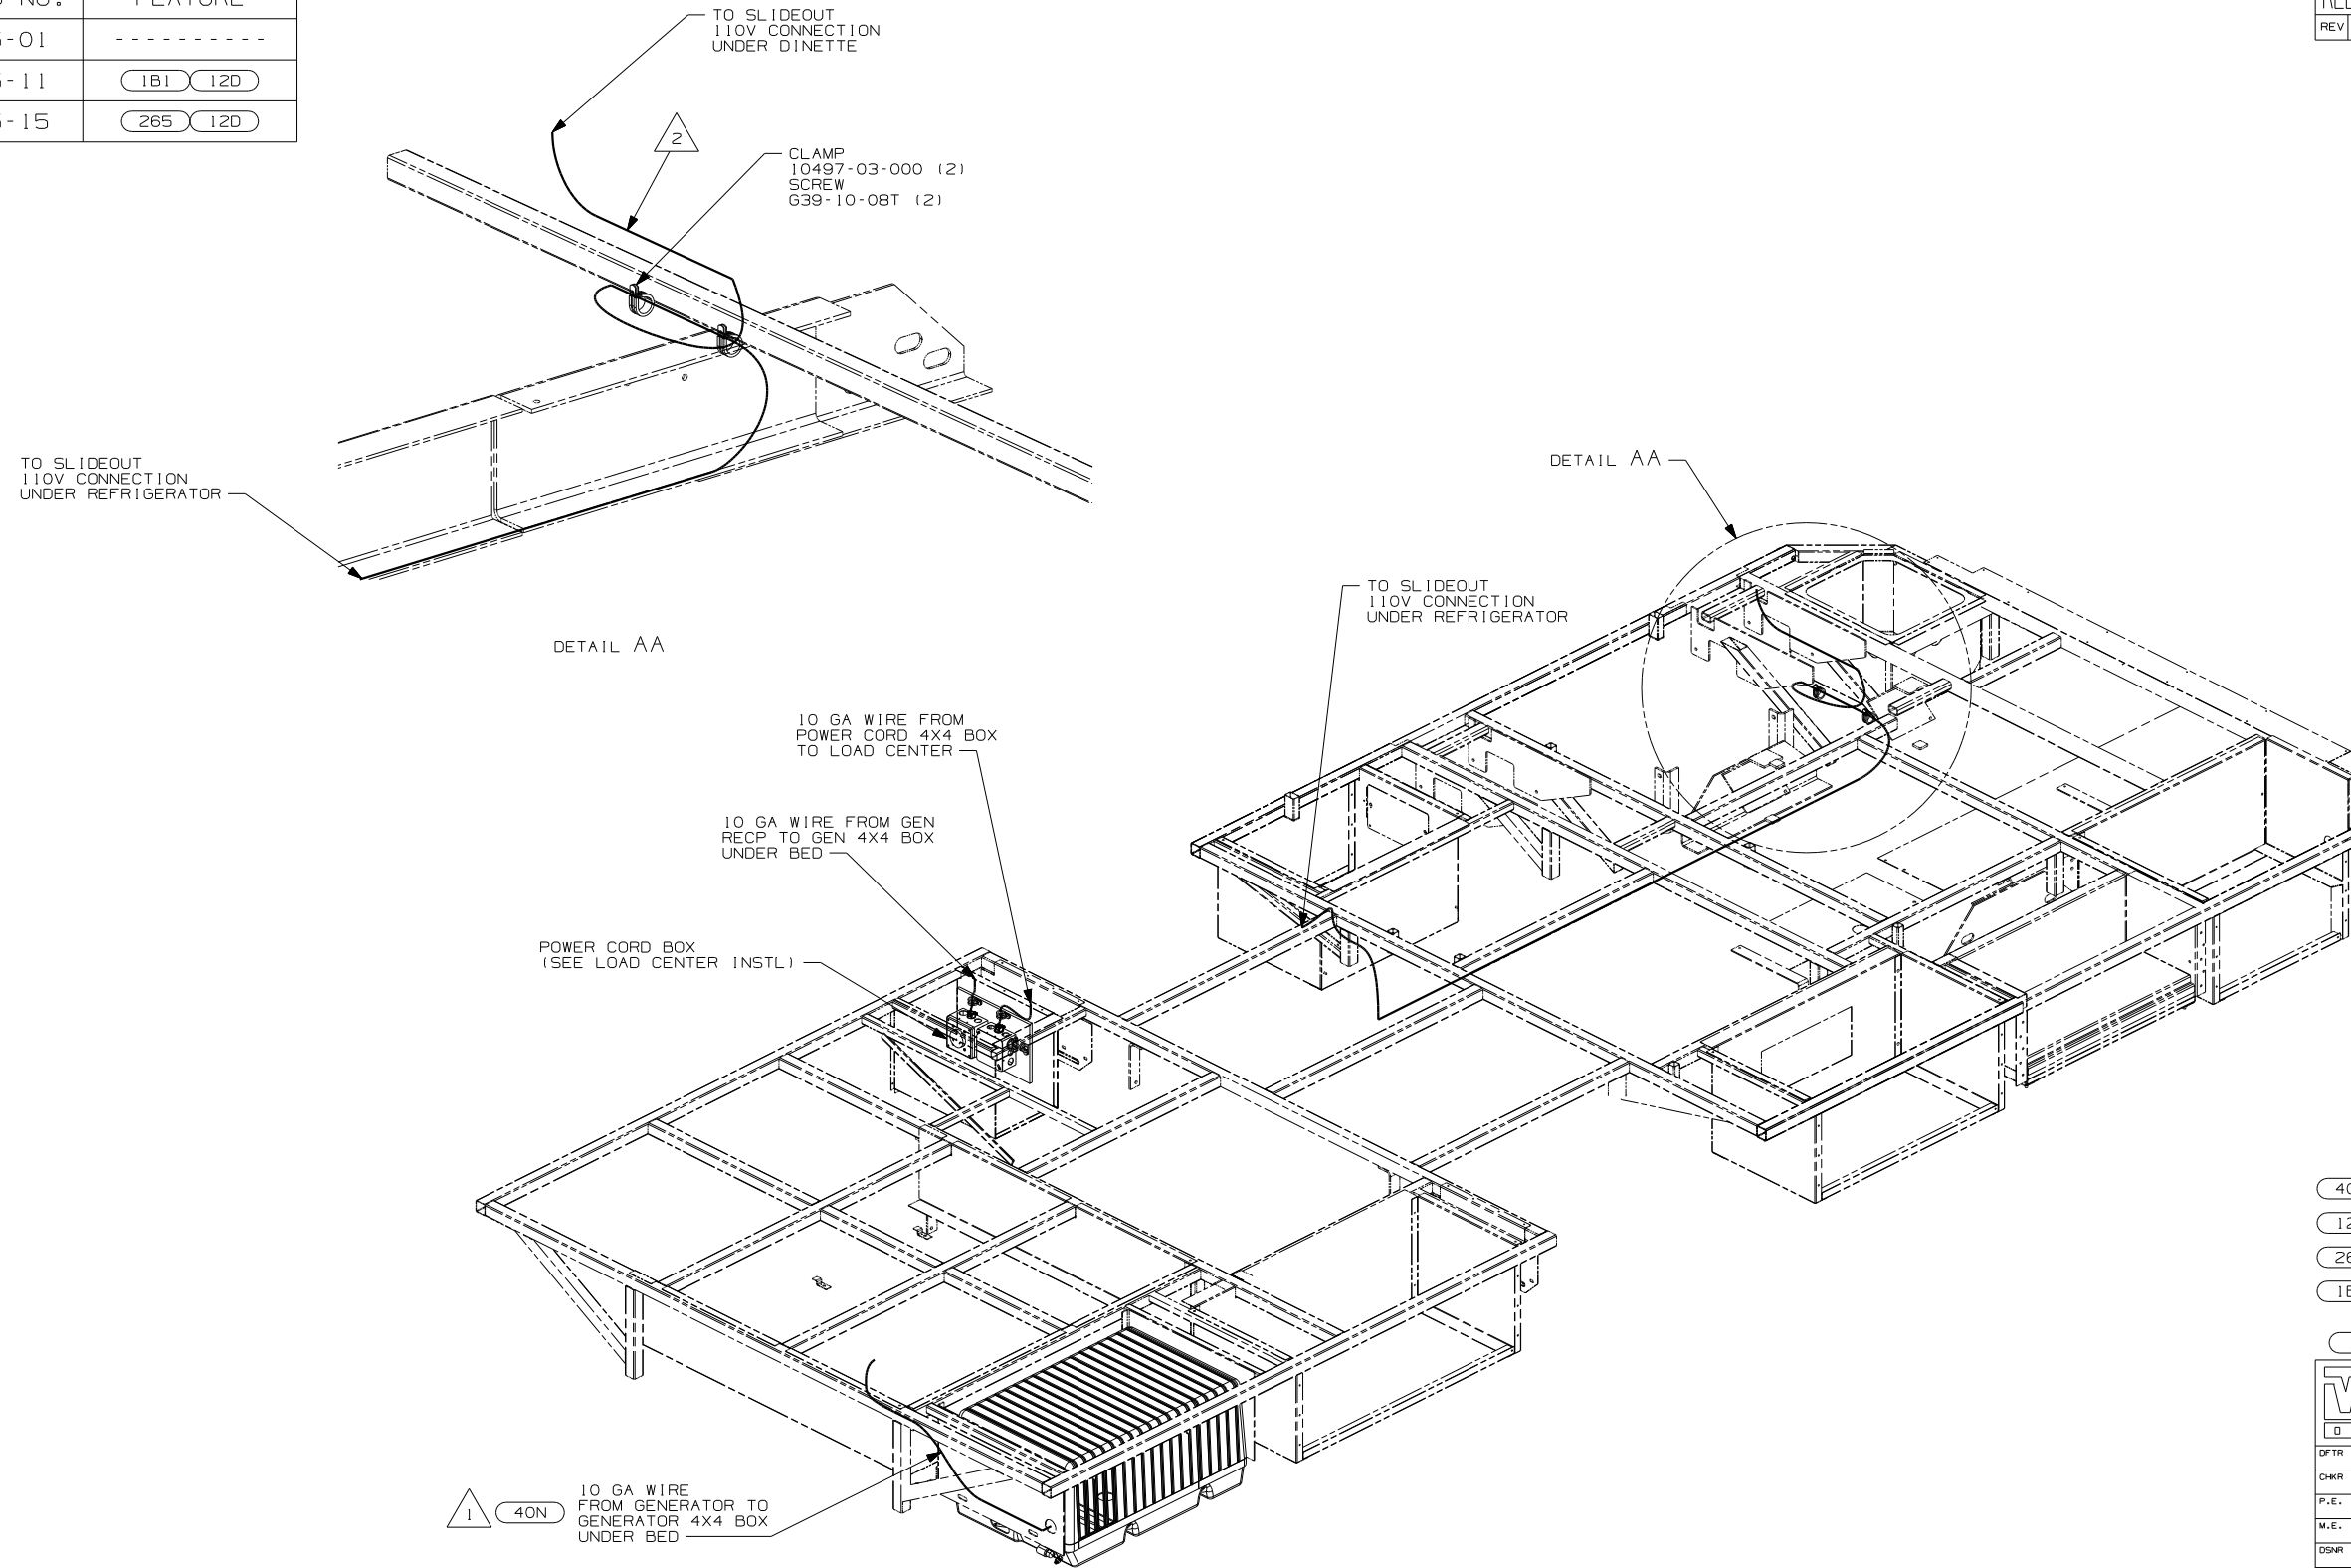 FEATURE
-01
----------
-11
1B1 12D
-15
265 12D
REV
TO SLIDEOUT
110V CONNECTION
UNDER DINETTE
2
CLAMP
10497-03-000 (2)
SCREW
G39-10-08T (2)
TO SLIDEOUT
110V CONNECTION
UNDER REFRIGERATOR
DETAIL AA
DETAIL AA
TO SLIDEOUT
110V CONNECTION
UNDER REFRIGERATOR
10 GA WIRE FROM
POWER CORD 4X4 BOX
TO LOAD CENTER
10 GA WIRE FROM GEN
RECP TO GEN 4X4 BOX
UNDER BED
POWER CORD BOX
(SEE LOAD CENTER INSTL)
1 40N
10 GA WIRE
FROM GENERATOR TO
GENERATOR 4X4 BOX
UNDER BED
DFTR
CHKR
P.E.
M.E.
DSNR